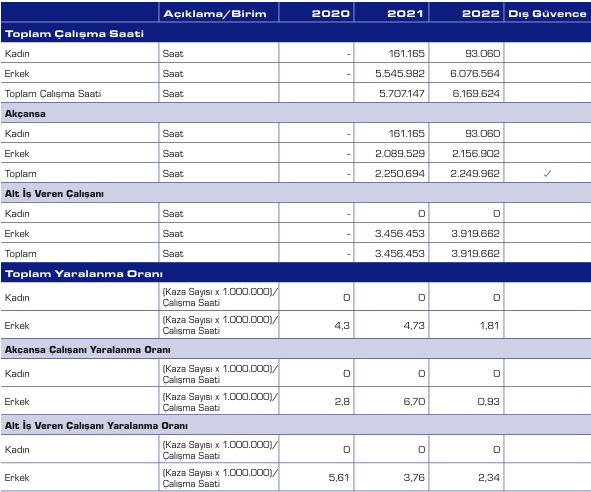 Açıklama/Birim 2020 2021 2022 Dış Güvence
Toplam Çalışma Saati
Kadın Saat - 161.165 93.060
Erkek Saat - 5.545.982 6.076.564
Toplam Çalışma Saati Saat 5.707.147 6.169.624
Akçansa
Kadın Saat - 161.165 93.060
Erkek Saat - 2.089.529 2.156.902
Toplam Saat - 2.250.694 2.249.962 ✓
Alt İş Veren Çalışanı
Kadın Saat - 0 0
Erkek Saat - 3.456.453 3.919.662
Toplam Saat - 3.456.453 3.919.662
Toplam Yaralanma Oranı
Kadın (Kaza Sayısı x 1.000.000)/ 0 0 0
Çalışma Saati
Erkek (Kaza Sayısı x 1.000.000)/ 4,3 4,73 1,81
Çalışma Saati
Akçansa Çalışanı Yaralanma Oranı
Kadın (Kaza Sayısı x 1.000.000)/ 0 0 0
Çalışma Saati
Erkek (Kaza Sayısı x 1.000.000)/ 2,8 6,70 0,93
Çalışma Saati
Alt İş Veren Çalışanı Yaralanma Oranı
Kadın (Kaza Sayısı x 1.000.000)/ 0 0 0
Çalışma Saati
Erkek (Kaza Sayısı x 1.000.000)/ 5,61 3,76 2,34
Çalışma Saati